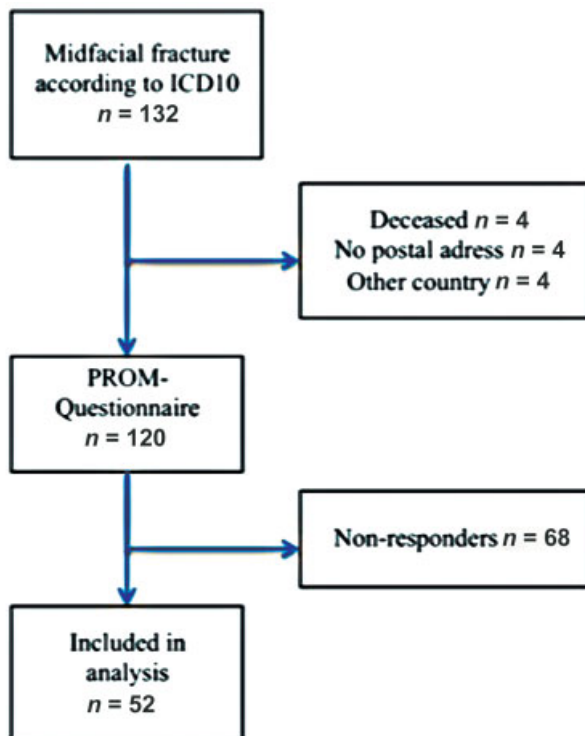 Midfacial fracture
according to ICD10
n = 132
Deceased n = 4
No postal adress n = 4
Other country n = 4
PROM-
Questionnaire
n = 120
Non-responders n = 68
Included in
analysis
n = 52